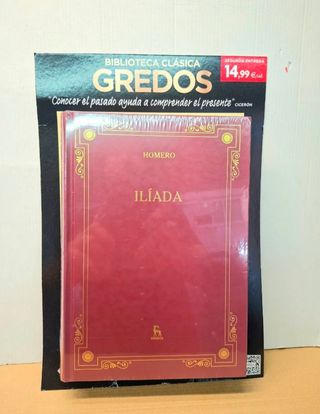 BIBLIOTECA CLÁSICA
GREDOS
"Conocer el pasado ayuda a comprender el presente" CICERÓN
SEGUNDA ENTREGA
14,99 €
HOMERO
ILÍADA
GREDOS